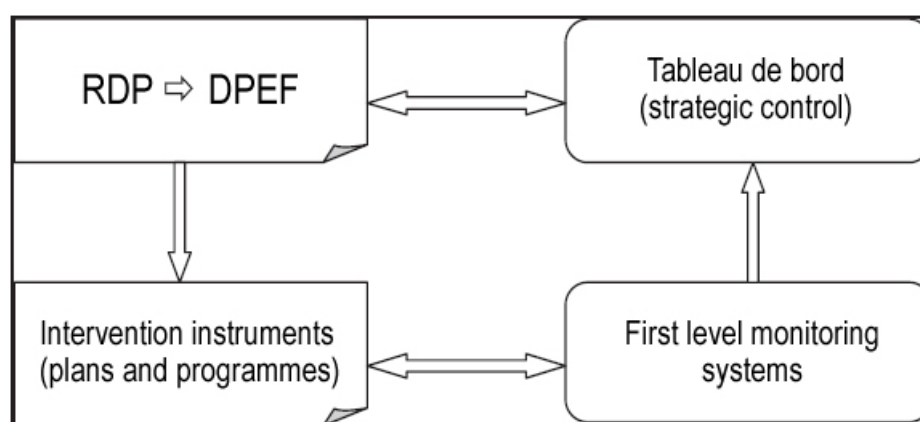 RDP ⇨ DPEF
Tableau de bord
(strategic control)
Intervention instruments
(plans and programmes)
First level monitoring
systems